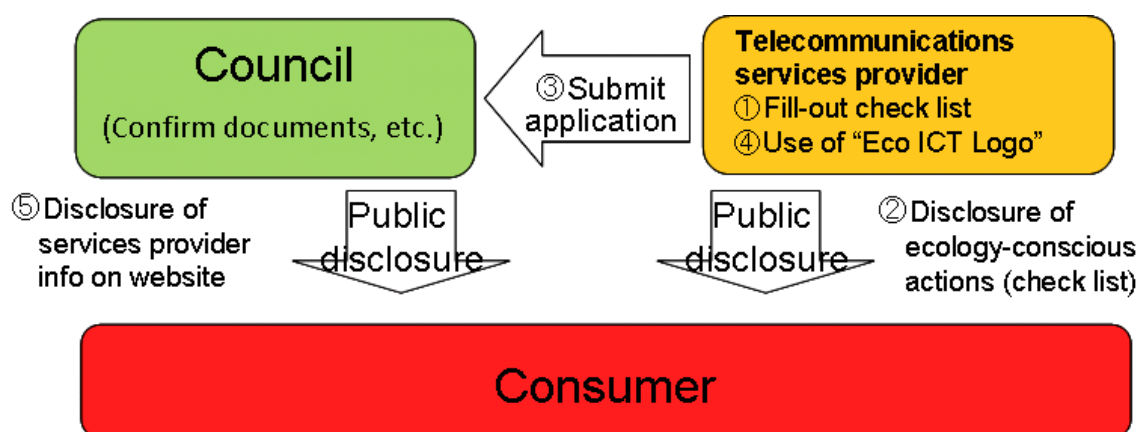 Council
(Confirm documents, etc.)
③Submit
application
Telecommunications
services provider
①Fill-out check list
④Use of “Eco ICT Logo”
⑤Disclosure of
services provider
info on website
Public
disclosure
Public
disclosure
②Disclosure of
ecology-conscious
actions (check list)
Consumer